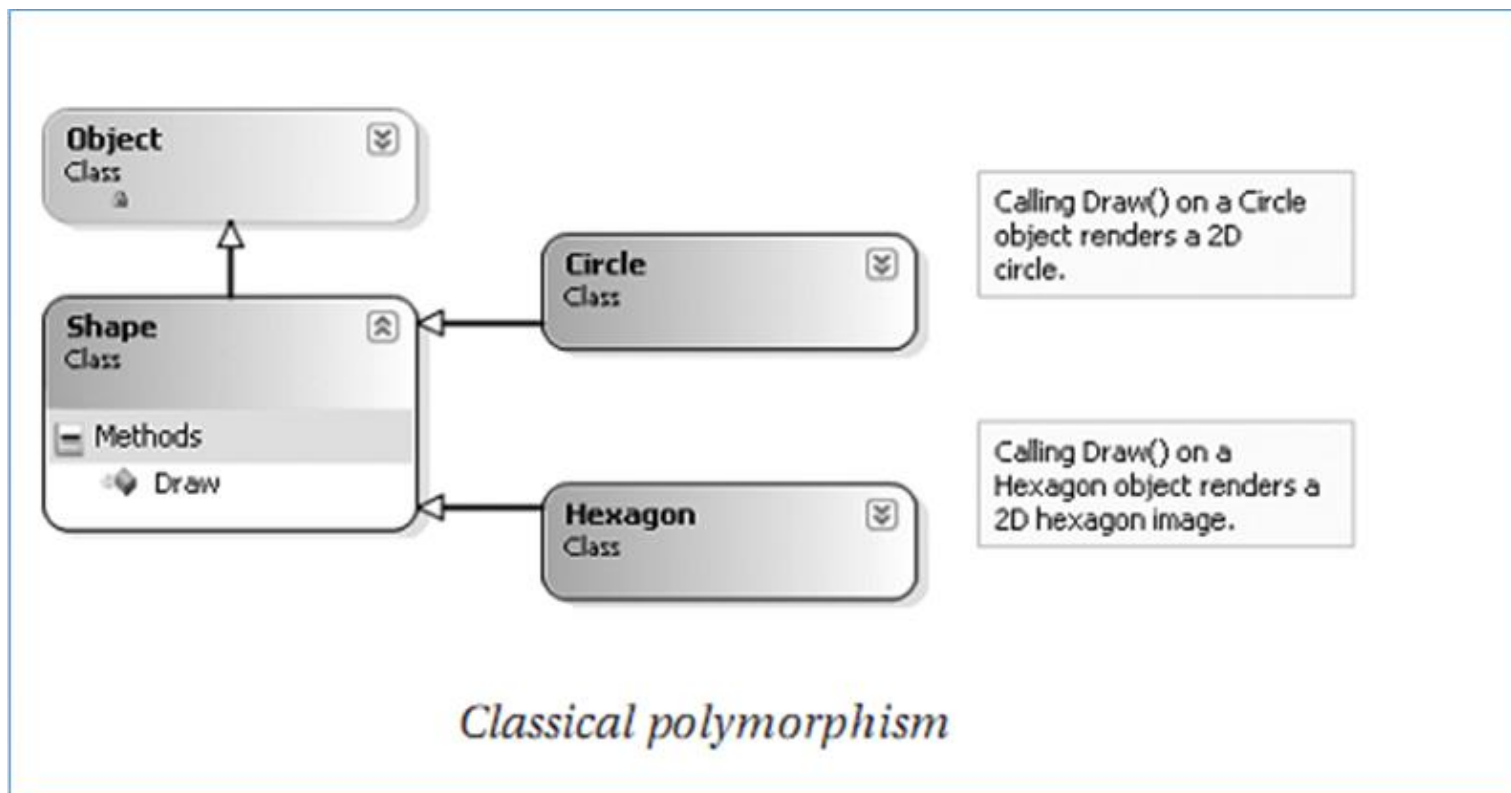 Object
Class
Shape
Class
Methods
Draw
Circle
Class
Calling Draw() on a Circle
object renders a 2D
circle.
Hexagon
Class
Calling Draw() on a
Hexagon object renders a
2D hexagon image.
Classical polymorphism